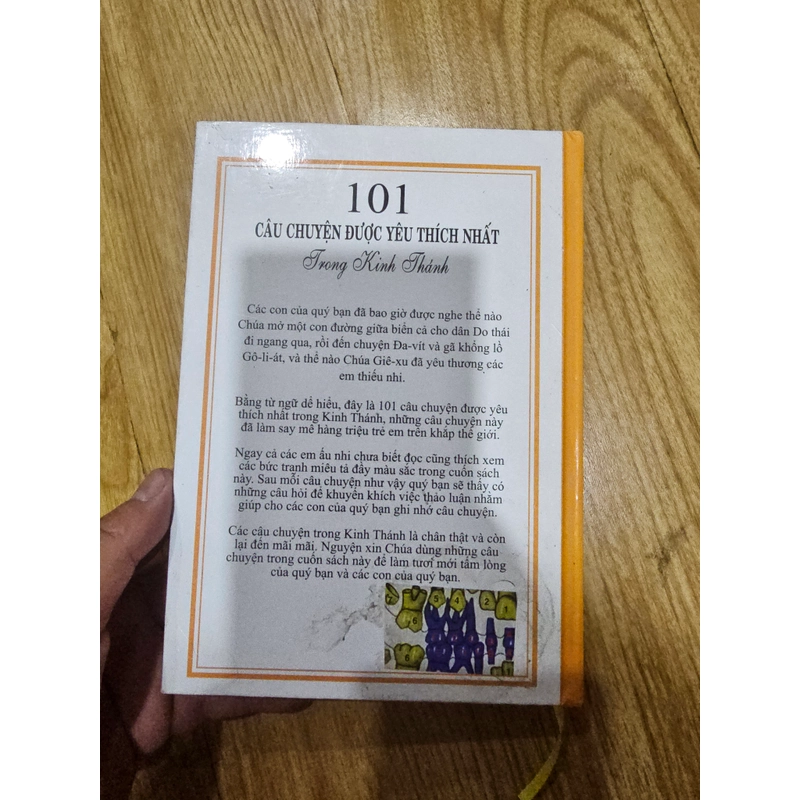 101
CÂU CHUYỆN ĐƯỢC YÊU THÍCH NHẤT
Trong Kinh Thánh
Các con của quý bạn đã bao giờ được nghe thế nào
Chúa mở một con đường giữa biển cả cho dân Do thái
đi ngang qua, rồi đến chuyện Đa-vít và gã khổng lồ
Gô-li-át, và thế nào Chúa Giê-xu đã yêu thương các
em thiếu nhi.
Bằng từ ngữ dể hiểu, đây là 101 câu chuyện được yêu
thích nhất trong Kinh Thánh, những câu chuyện này
đã làm say mê hàng triệu trẻ em trên khắp thế giới.
Ngay cả các em ấu nhi chưa biết đọc cũng thích xem
các bức tranh miêu tả đầy màu sắc trong cuốn sách
này. Sau mỗi câu chuyện như vậy quý bạn sẽ thấy có
những câu hỏi để khuyến khích việc thảo luận nhằm
giúp cho các con của quý bạn ghi nhớ câu chuyện.
Các câu chuyện trong Kinh Thánh là chân thật và còn
lại đến mãi mãi. Nguyện xin Chúa dùng những câu
chuyện trong cuốn sách này để làm tươi mới tấm lòng
của quý bạn và các con của quý bạn.
7 6 5 4 2 1
6